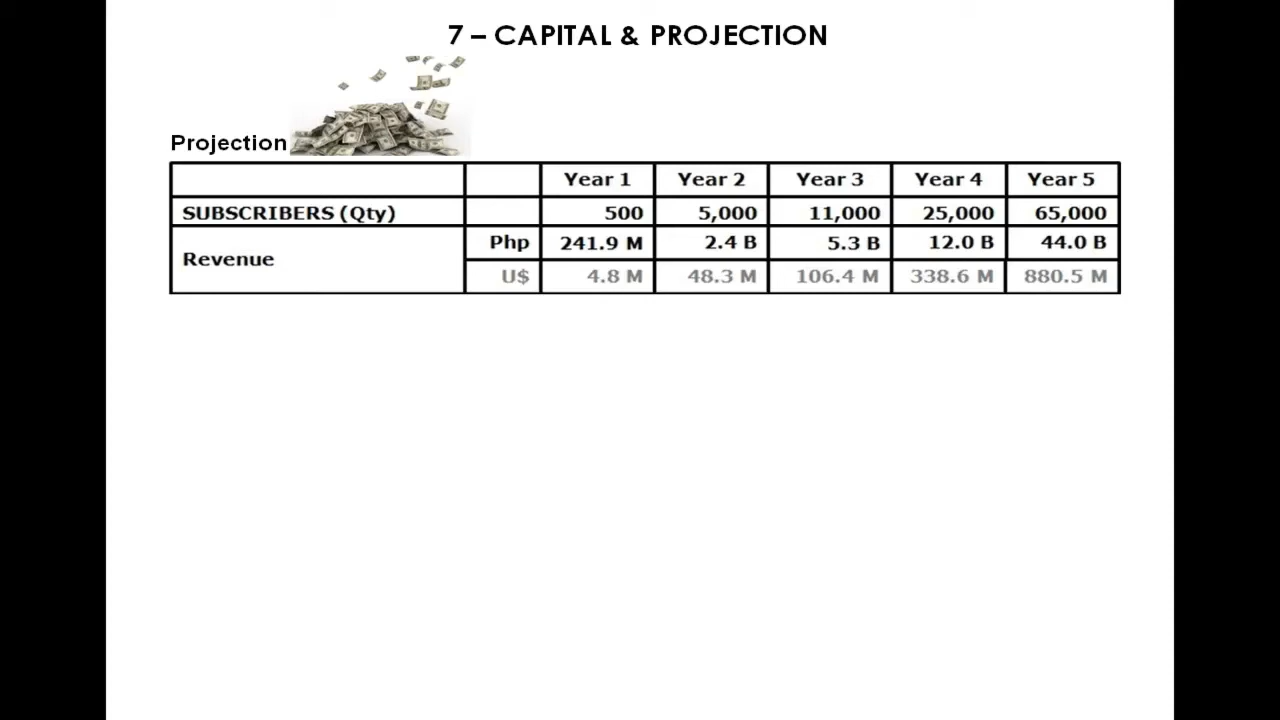 7 – CAPITAL & PROJECTION
Projection
Year 1 Year 2 Year 3 Year 4 Year 5
SUBSCRIBERS (Qty) 500 5,000 11,000 25,000 65,000
Revenue Php 241.9 M 2.4 B 5.3 B 12.0 B 44.0 B
U$ 4.8 M 48.3 M 106.4 M 338.6 M 880.5 M